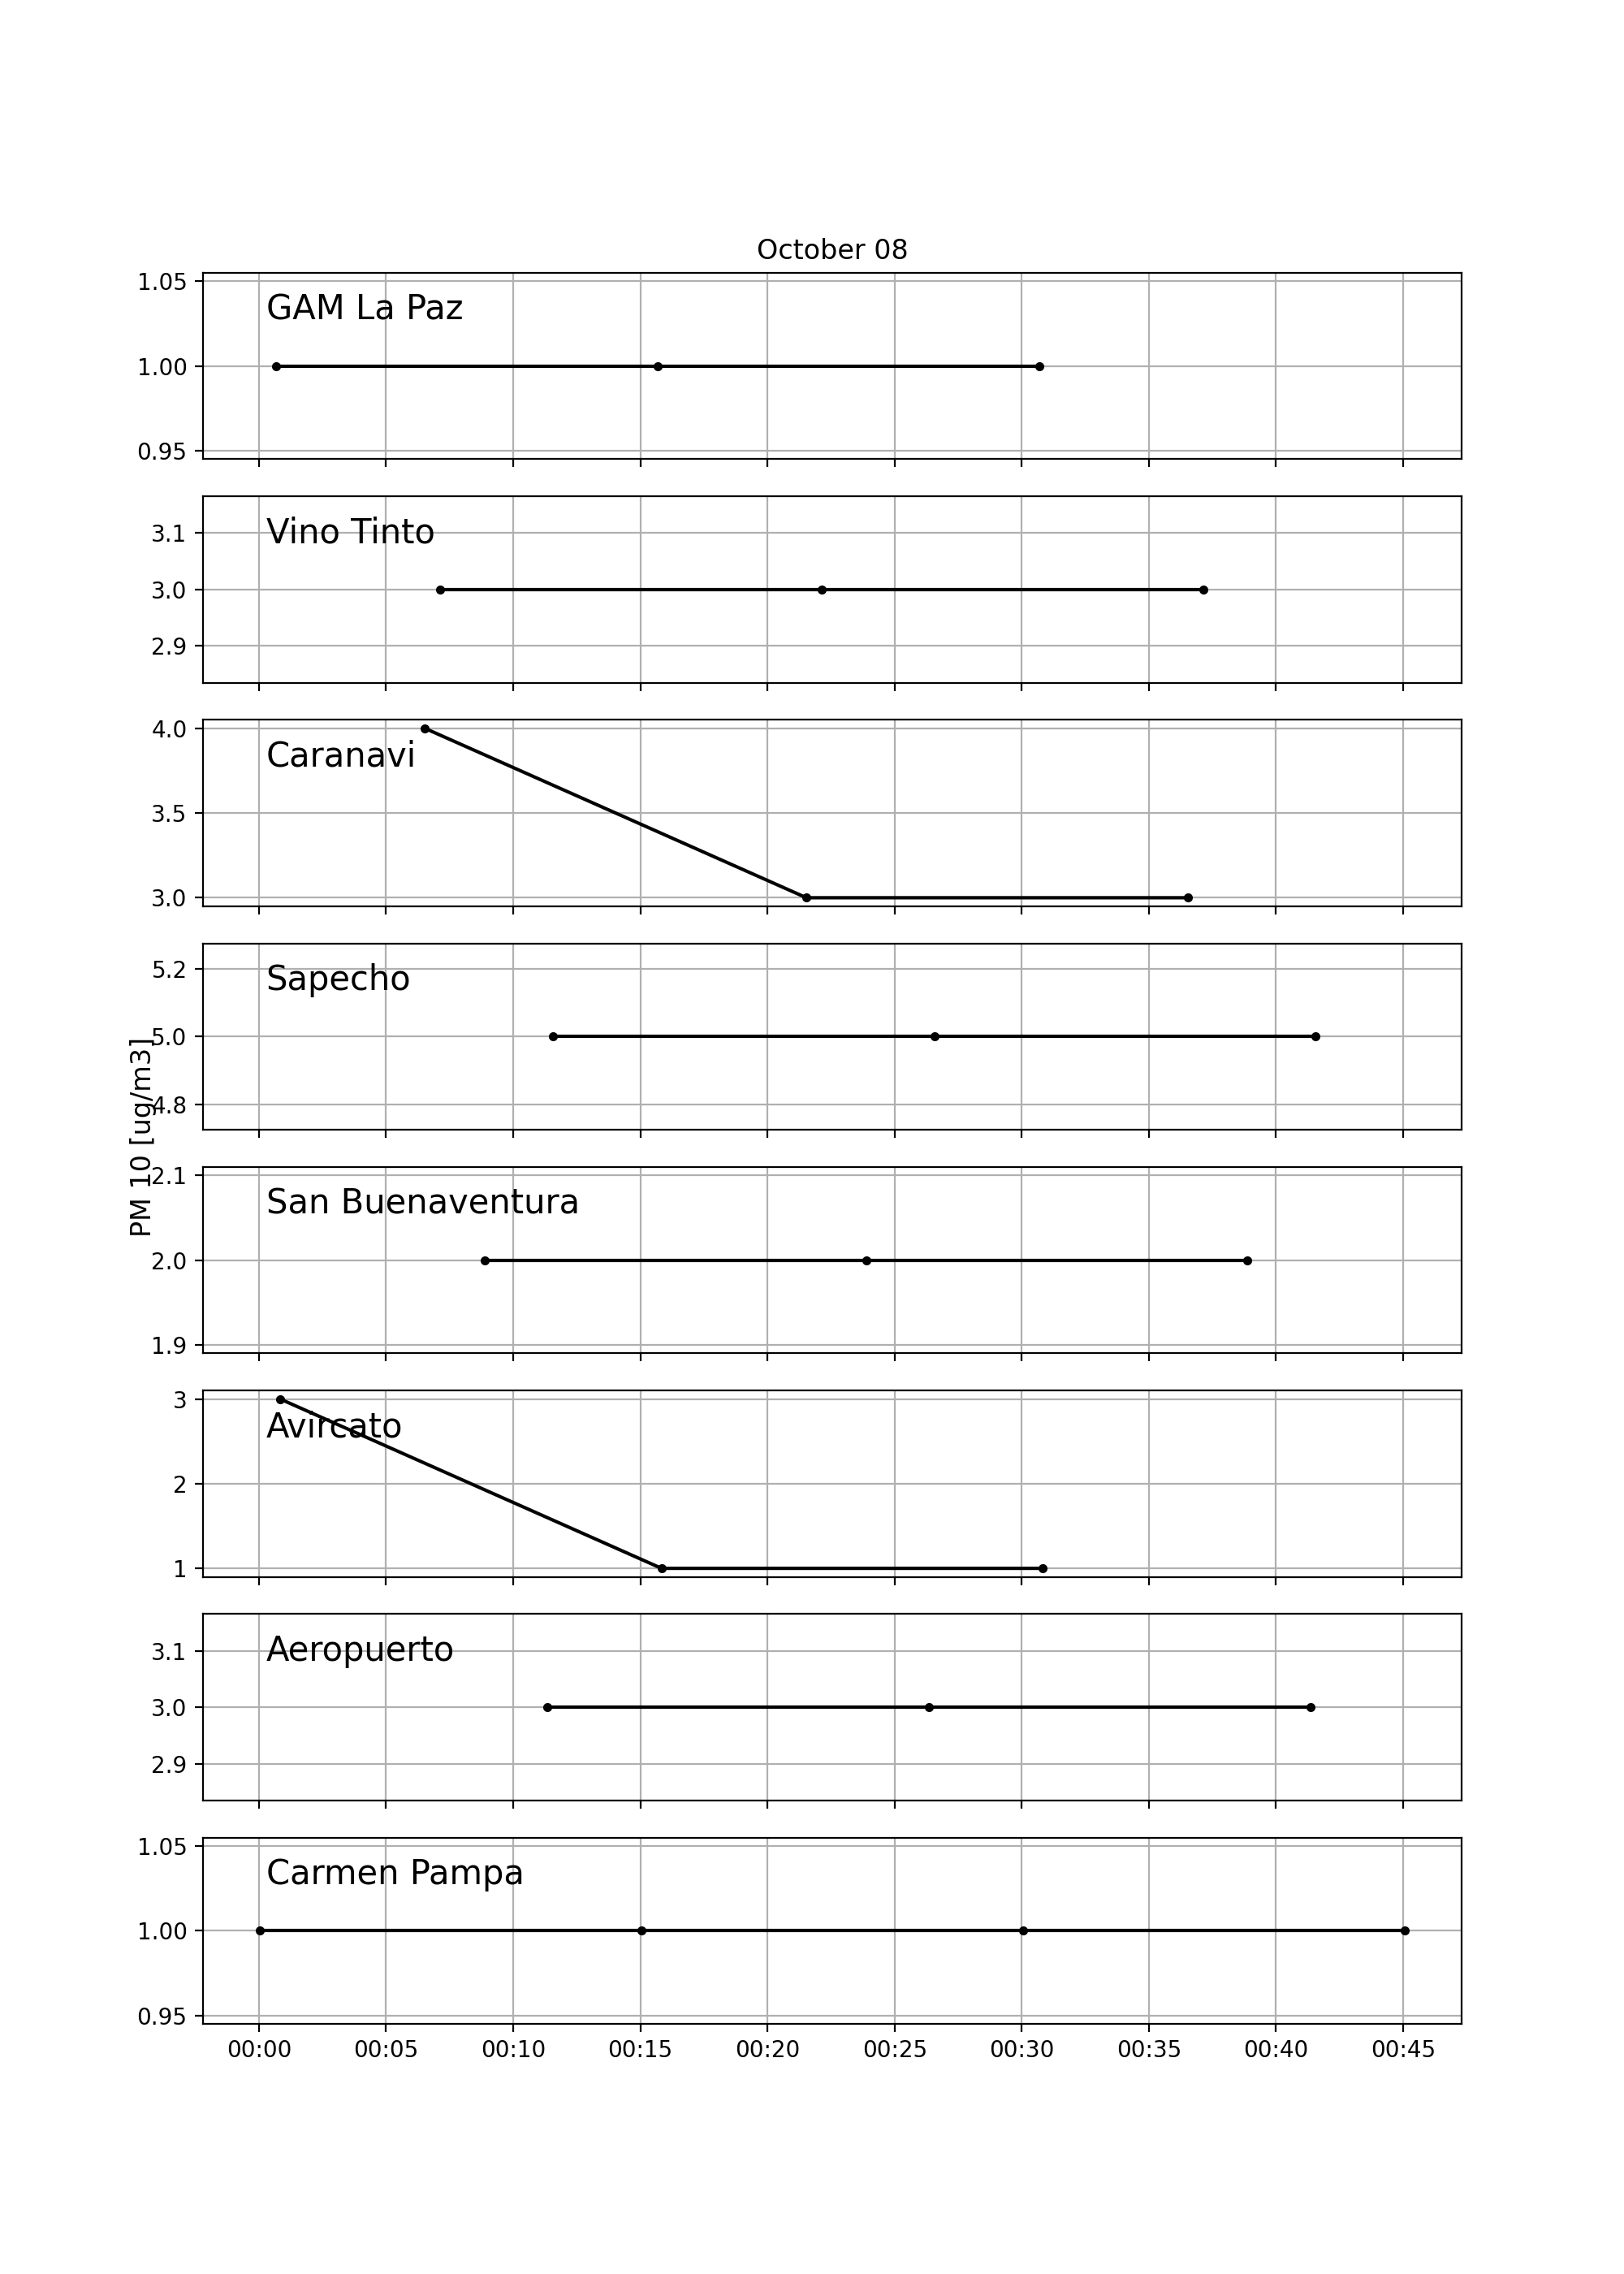 October 08
1.05
GAM La Paz
1.00
0.95
3.1
Vino Tinto
3.0
2.9
4.0
Caranavi
3.5
3.0
5.2
Sapecho
5.0
4.8
PM 10 [ug/m3]
2.1
San Buenaventura
2.0
1.9
3
Avircato
2
1
3.1
Aeropuerto
3.0
2.9
1.05
Carmen Pampa
1.00
0.95
00:00 00:05 00:10 00:15 00:20 00:25 00:30 00:35 00:40 00:45